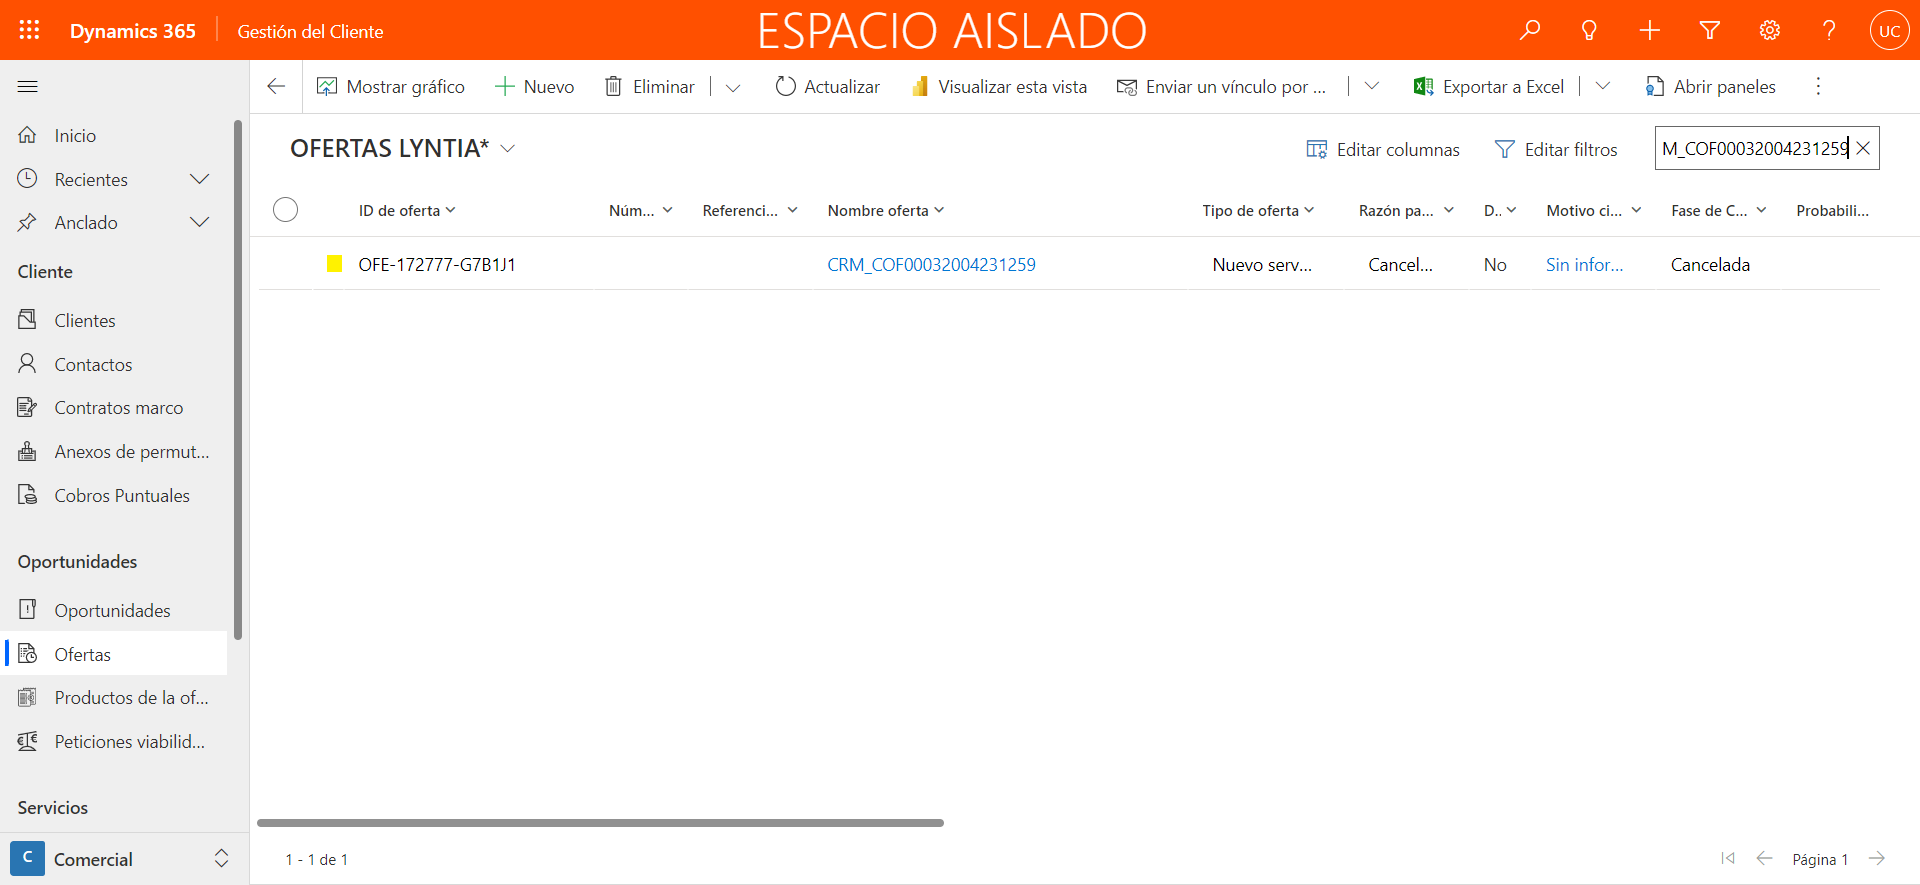 Dynamics 365
Gestión del Cliente
ESPACIO AISLADO
UC
Mostrar gráfico
Nuevo
Eliminar
Actualizar
Visualizar esta vista
Enviar un vínculo por ...
Exportar a Excel
Abrir paneles
Inicio
Recientes
Anclado
Cliente
Clientes
Contactos
Contratos marco
Anexos de permut...
Cobros Puntuales
Oportunidades
Oportunidades
Ofertas
Productos de la of...
Peticiones viabilid...
Servicios
C
Comercial
OFERTAS LYNTIA*
Editar columnas
Editar filtros
M_COF00032004231259
ID de oferta
Núm...
Referenci...
Nombre oferta
Tipo de oferta
Razón pa...
D..
Motivo ci...
Fase de C...
Probabili...
OFE-172777-G7B1J1
CRM_COF00032004231259
Nuevo serv...
Cancel...
No
Sin infor...
Cancelada
1 - 1 de 1
Página 1